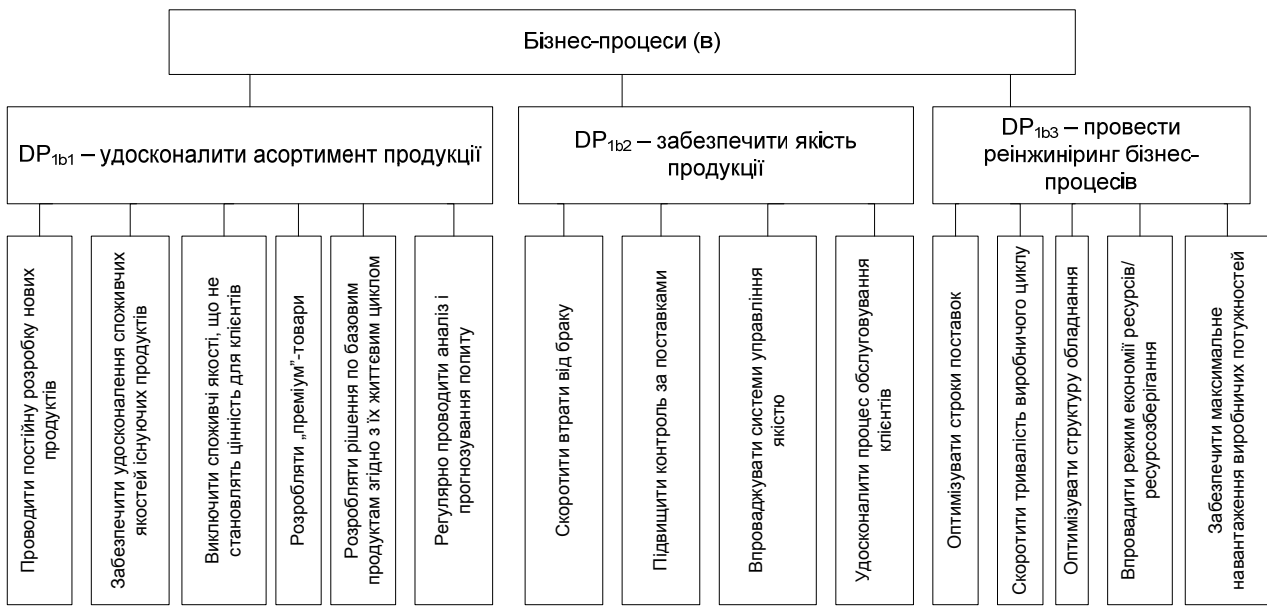 Бізнес-процеси (в)
DP1b1 – удосконалити асортимент продукції
DP1b2 – забезпечити якість
продукції
DP1b3 – провести
реінжиніринг бізнес-
процесів
Проводити постійну розробку нових
продуктів
Забезпечити удосконалення споживчих
якостей існуючих продуктів
Виключити споживчі якості, що не
становлять цінність для клієнтів
Розробляти „преміум”-товари
Розробляти рішення по базовим
продуктам згідно з їх життєвим циклом
Регулярно проводити аналіз і
прогнозування попиту
Скоротити втрати від браку
Підвищити контроль за поставками
Впроваджувати системи управління
якістю
Удосконалити процес обслуговування
клієнтів
Оптимізувати строки поставок
Скоротити тривалість виробничого циклу
Оптимізувати структуру обладнання
Впровадити режим економії ресурсів/
ресурсозберігання
Забезпечити максимальне
навантаження виробничих потужностей